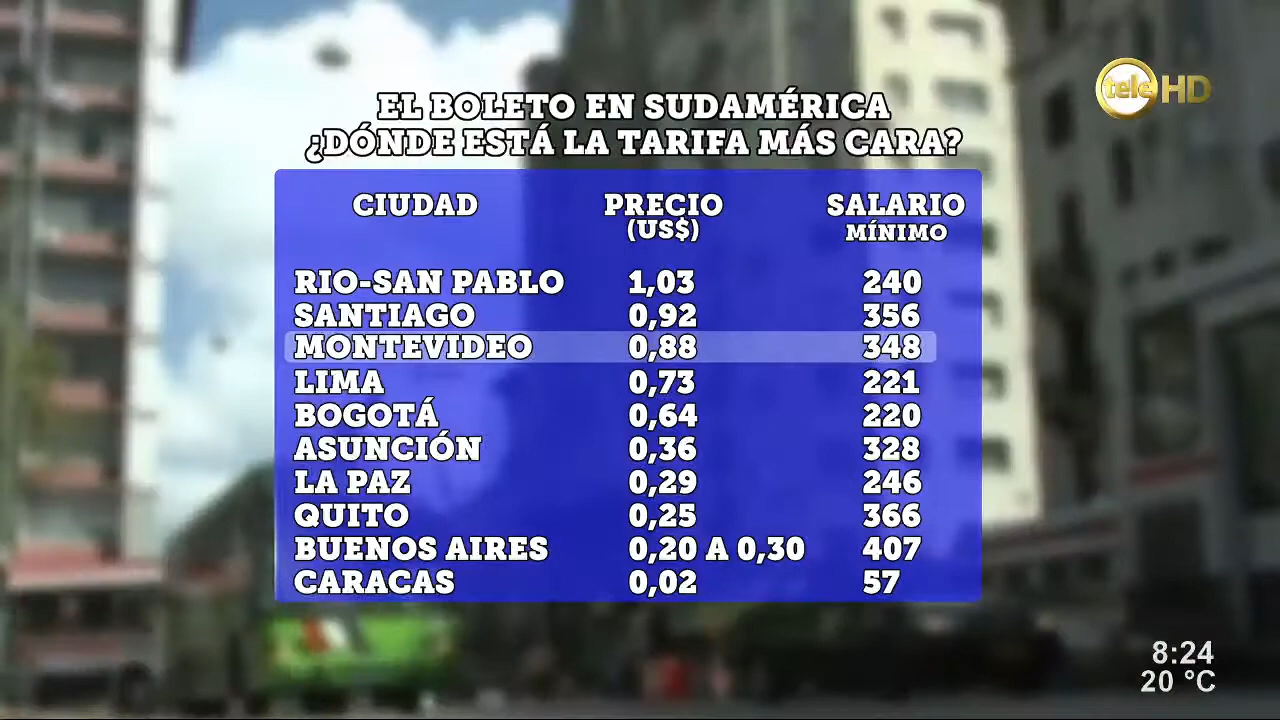 tele HD
EL BOLETO EN SUDAMÉRICA
¿DÓNDE ESTÁ LA TARIFA MÁS CARA?
CIUDAD PRECIO (US$) SALARIO MÍNIMO
RIO-SAN PABLO 1,03 240
SANTIAGO 0,92 356
MONTEVIDEO 0,88 348
LIMA 0,73 221
BOGOTÁ 0,64 220
ASUNCIÓN 0,36 328
LA PAZ 0,29 246
QUITO 0,25 366
BUENOS AIRES 0,20 A 0,30 407
CARACAS 0,02 57
8:24
20 °C